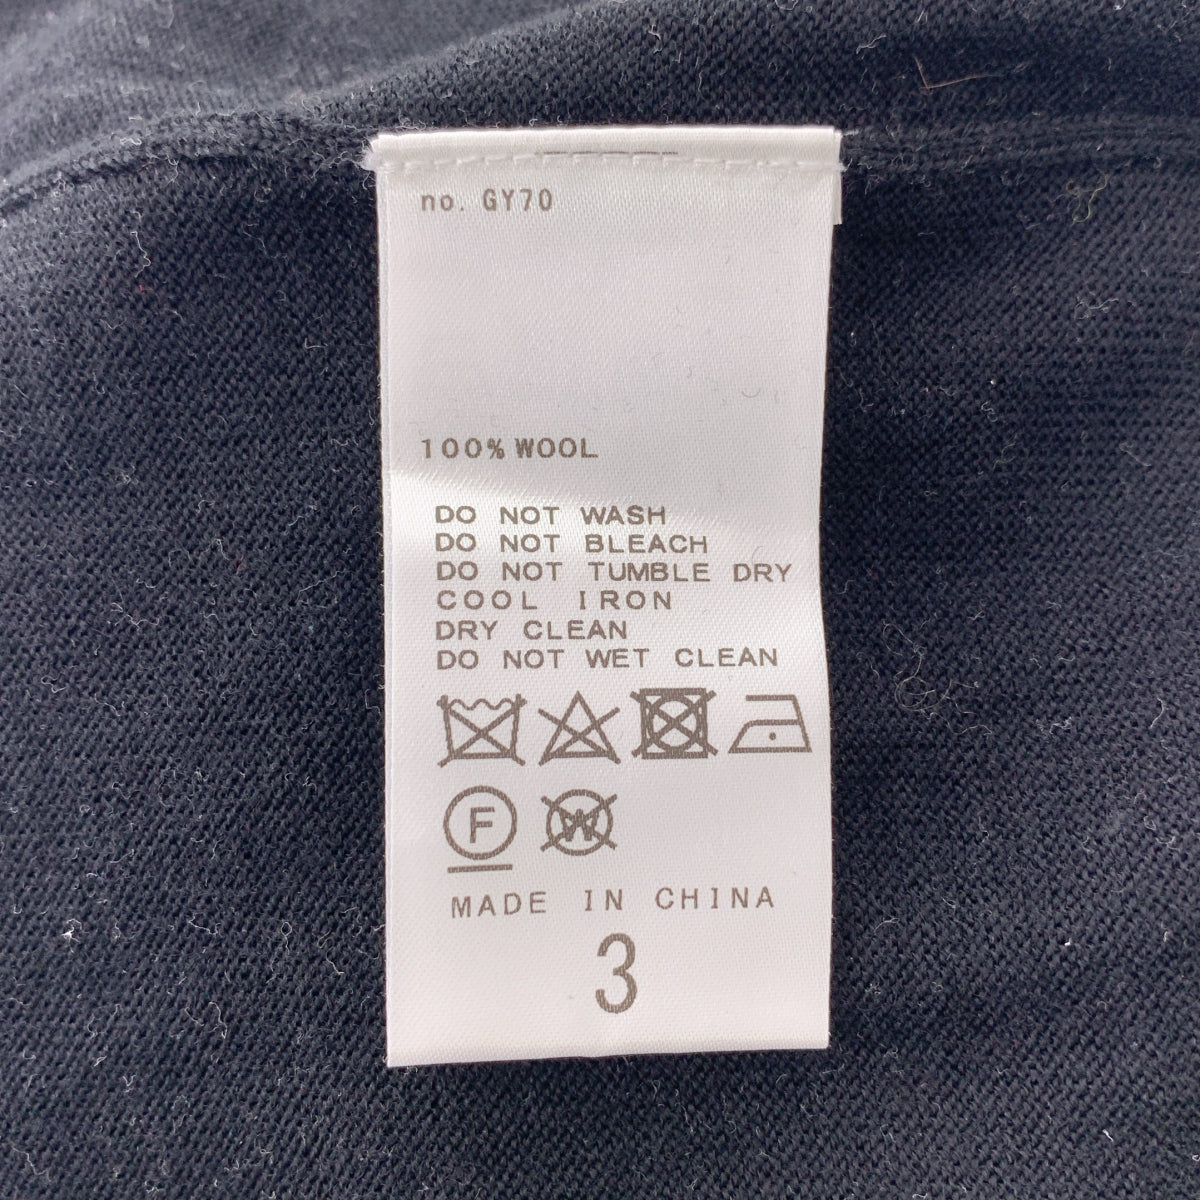 no. GY70
100% WOOL
DO NOT WASH
DO NOT BLEACH
DO NOT TUMBLE DRY
COOL IRON
DRY CLEAN
DO NOT WET CLEAN
F W
MADE IN CHINA
3